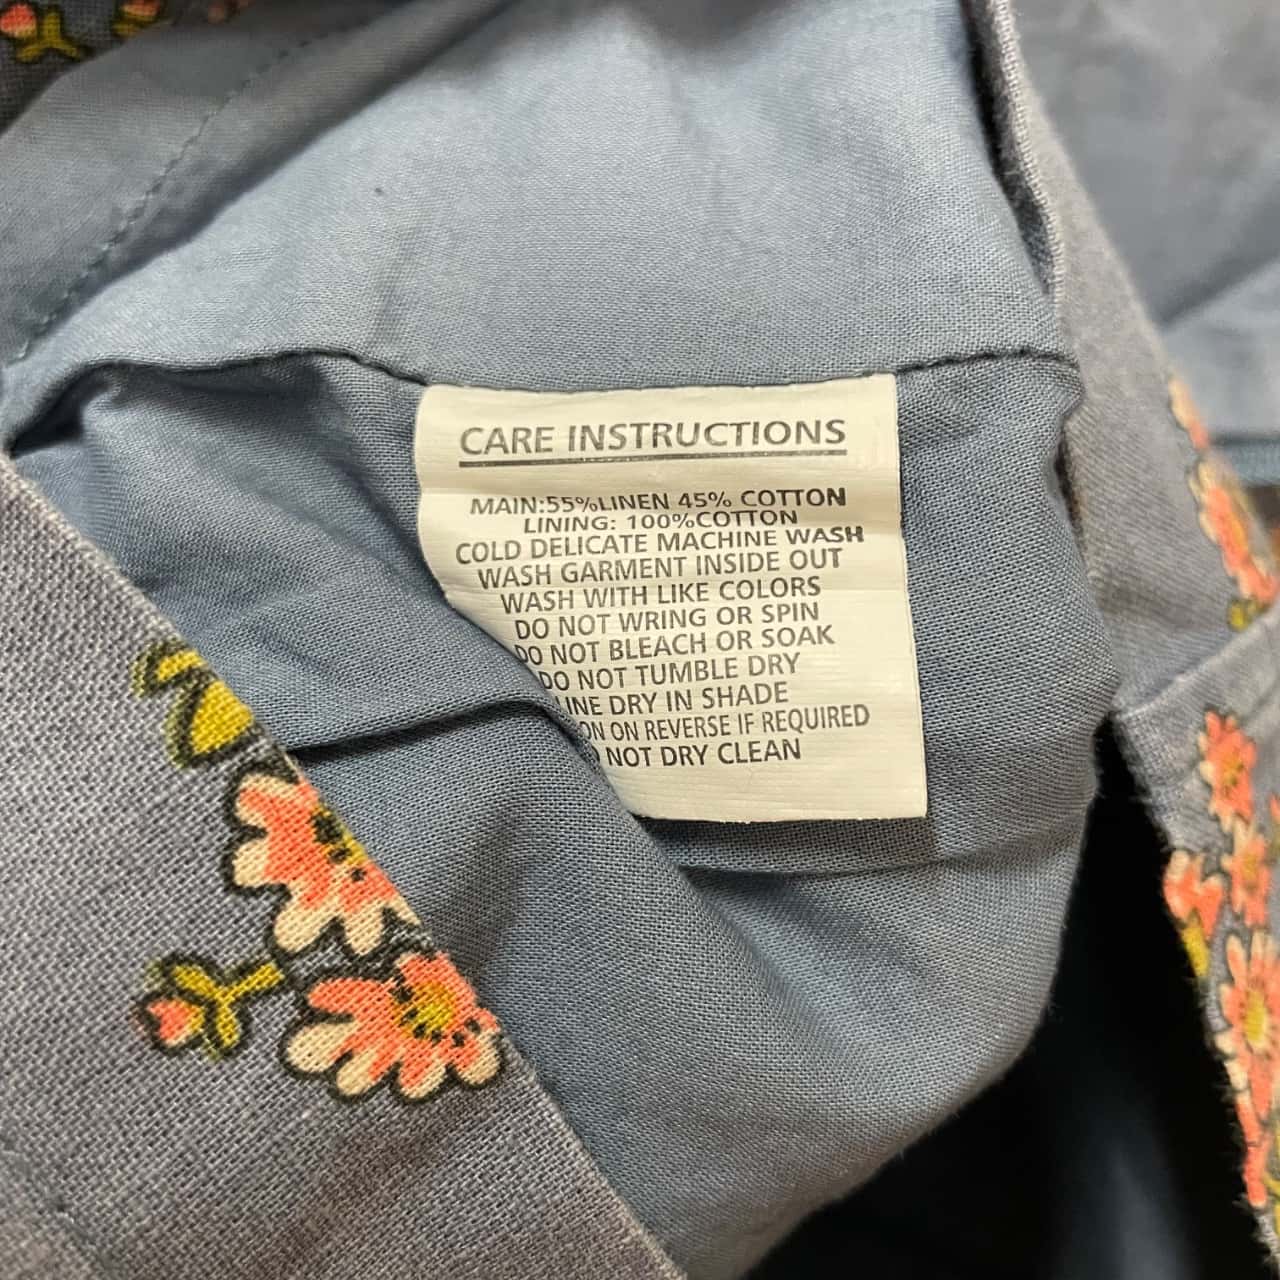 CARE INSTRUCTIONS
MAIN:55%LINEN 45% COTTON
LINING: 100%COTTON
COLD DELICATE MACHINE WASH
WASH GARMENT INSIDE OUT
WASH WITH LIKE COLORS
DO NOT WRING OR SPIN
DO NOT BLEACH OR SOAK
DO NOT TUMBLE DRY
LINE DRY IN SHADE
ON ON REVERSE IF REQUIRED
NOT DRY CLEAN